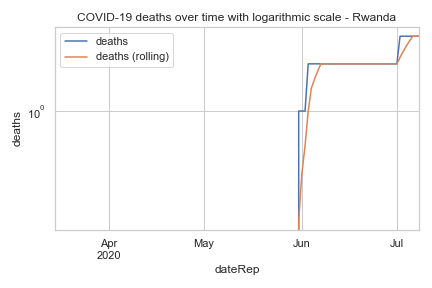 COVID-19 deaths over time with logarithmic scale - Rwanda
deaths
deaths (rolling)
10⁰
deaths
Apr
2020
May
Jun
Jul
dateRep